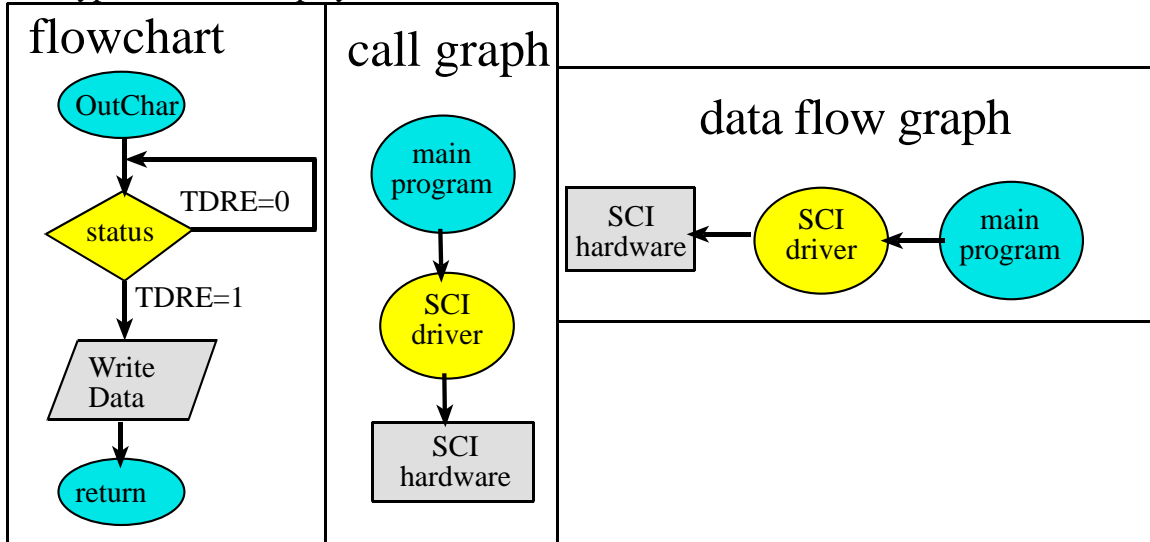 flowchart
OutChar
TDRE=0
status
TDRE=1
Write
Data
return
call graph
main
program
SCI
driver
SCI
hardware
data flow graph
SCI
hardware
SCI
driver
main
program